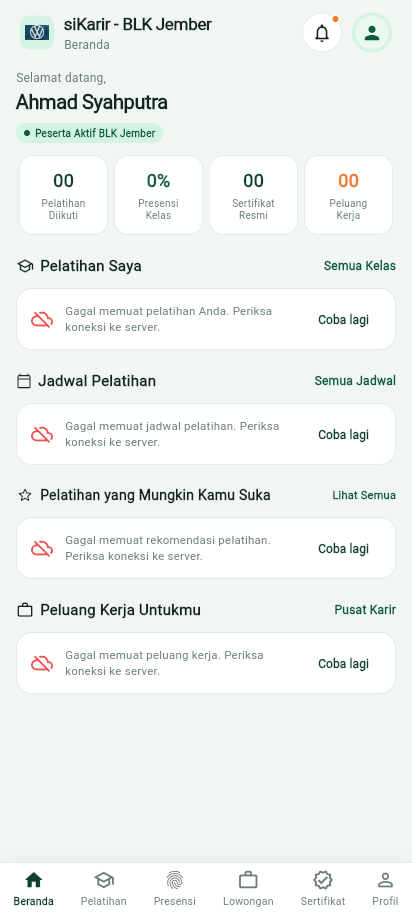 siKarir - BLK Jember
Beranda
Selamat datang,
Ahmad Syahputra
Peserta Aktif BLK Jember
00
Pelatihan
Diikuti
0%
Presensi
Kelas
00
Sertifikat
Resmi
00
Peluang
Kerja
Pelatihan Saya
Semua Kelas
Gagal memuat pelatihan Anda. Periksa
koneksi ke server.
Coba lagi
Jadwal Pelatihan
Semua Jadwal
Gagal memuat jadwal pelatihan. Periksa
koneksi ke server.
Coba lagi
Pelatihan yang Mungkin Kamu Suka
Lihat Semua
Gagal memuat rekomendasi pelatihan.
Periksa koneksi ke server.
Coba lagi
Peluang Kerja Untukmu
Pusat Karir
Gagal memuat peluang kerja. Periksa
koneksi ke server.
Coba lagi
Beranda
Pelatihan
Presensi
Lowongan
Sertifikat
Profil